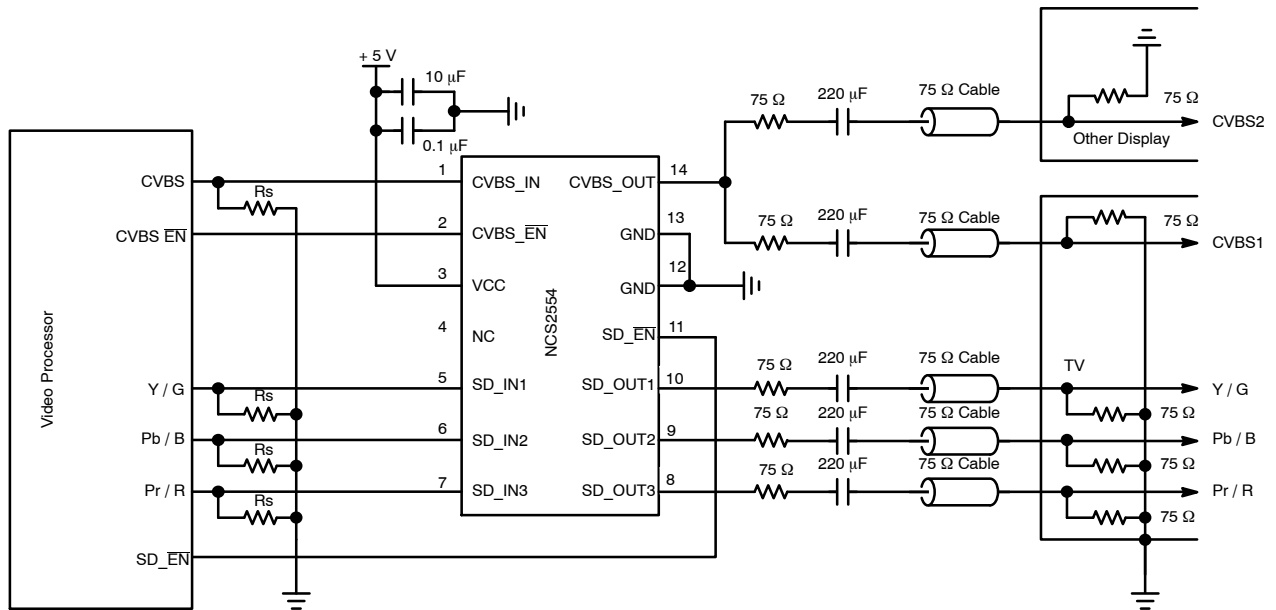 + 5 V
10 μF
0.1 μF
75 Ω
220 μF
75 Ω Cable
75 Ω
CVBS2
Other Display
CVBS
Rs
1
CVBS_IN
CVBS_OUT
14
75 Ω
220 μF
75 Ω Cable
75 Ω
CVBS1
CVBS EN
2
CVBS_EN
GND
13
3
VCC
GND
12
4
NC
SD_EN
11
NCS2554
Video Processor
Y / G
Rs
5
SD_IN1
SD_OUT1
10
75 Ω
220 μF
75 Ω Cable
TV
Y / G
75 Ω
Pb / B
Rs
6
SD_IN2
SD_OUT2
9
75 Ω
220 μF
75 Ω Cable
Pb / B
75 Ω
Pr / R
Rs
7
SD_IN3
SD_OUT3
8
75 Ω
220 μF
75 Ω Cable
Pr / R
75 Ω
SD_EN